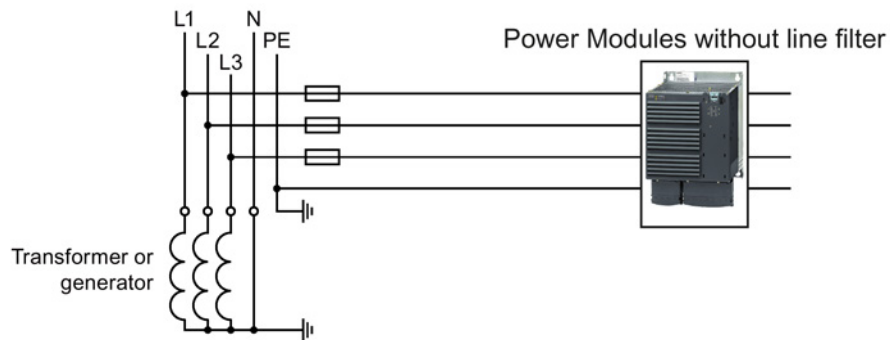 L1
N
L2
PE
L3
Power Modules without line filter
Transformer or
generator